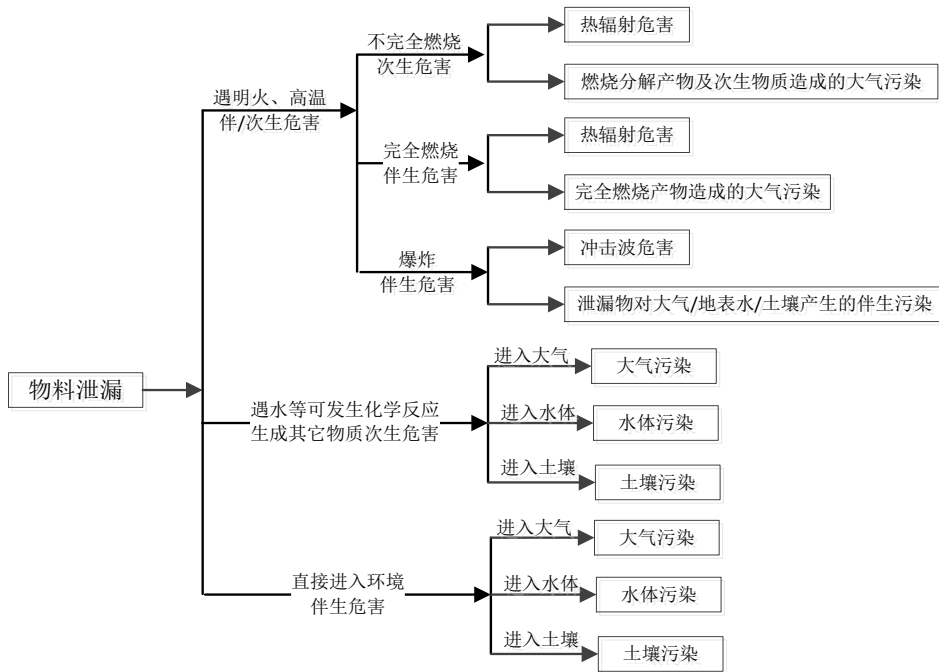 物料泄漏
遇明火、高温
伴/次生危害
不完全燃烧
次生危害
热辐射危害
燃烧分解产物及次生物质造成的大气污染
完全燃烧
伴生危害
热辐射危害
完全燃烧产物造成的大气污染
爆炸
伴生危害
冲击波危害
泄漏物对大气/地表水/土壤产生的伴生污染
遇水等可发生化学反应
生成其它物质次生危害
进入大气
大气污染
进入水体
水体污染
进入土壤
土壤污染
直接进入环境
伴生危害
进入大气
大气污染
进入水体
水体污染
进入土壤
土壤污染